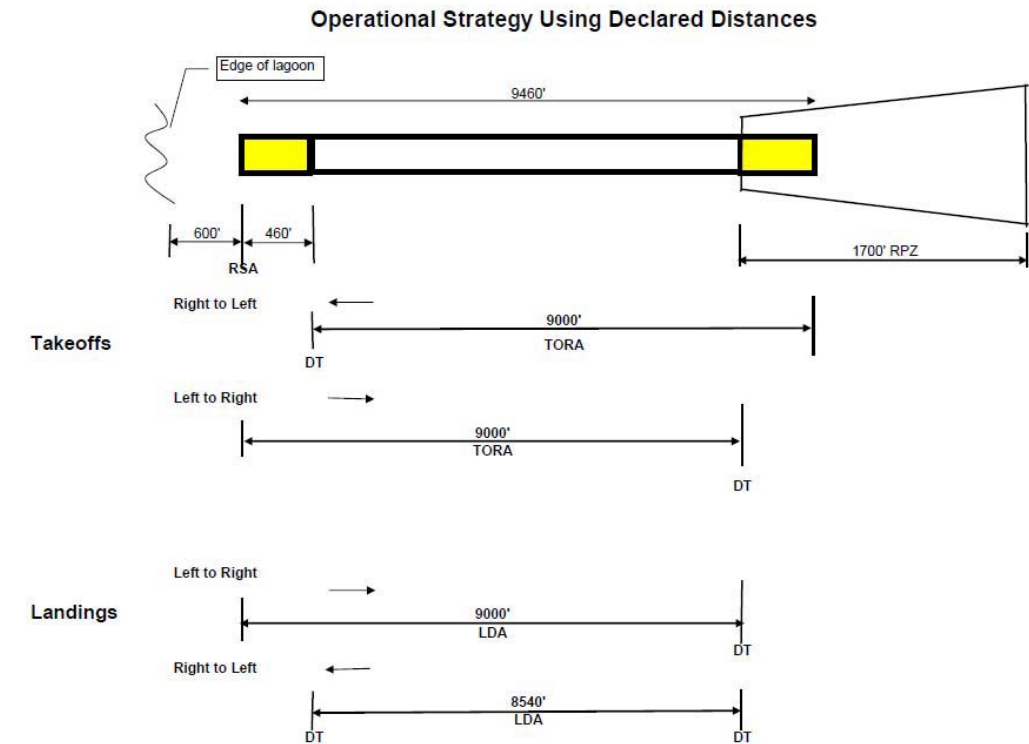 Operational Strategy Using Declared Distances
Edge of lagoon
9460'
600'
460'
1700' RPZ
RSA
Right to Left
9000'
Takeoffs
TORA
DT
Left to Right
9000'
TORA
DT
Left to Right
Landings
9000'
LDA
DT
Right to Left
8540'
LDA
DT
DT